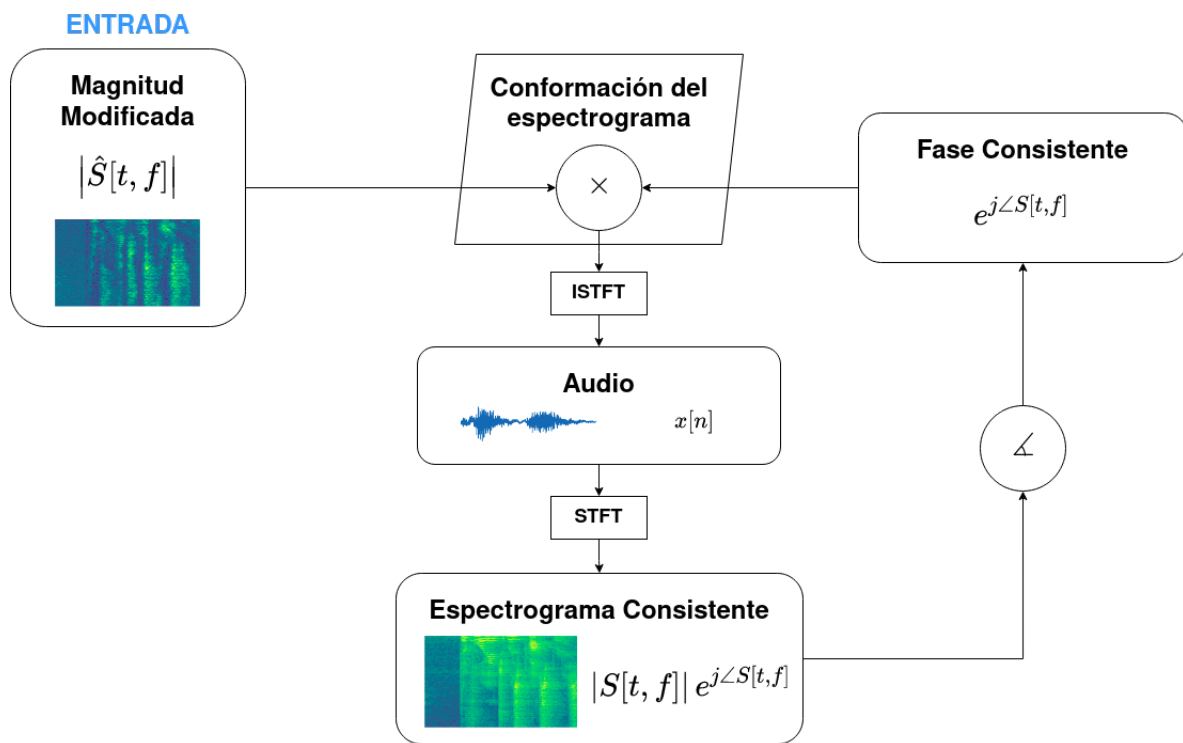 ENTRADA
Magnitud
Modificada
|Ŝ[t, f]|
Conformación del
espectrograma
×
Fase Consistente
e^{j∠S[t,f]}
ISTFT
Audio
x[n]
STFT
∡
Espectrograma Consistente
|S[t, f]| e^{j∠S[t,f]}